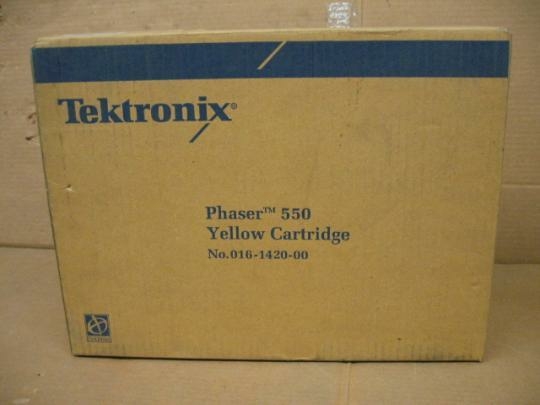 Tektronix®
Phaser™ 550
Yellow Cartridge
No.016-1420-00